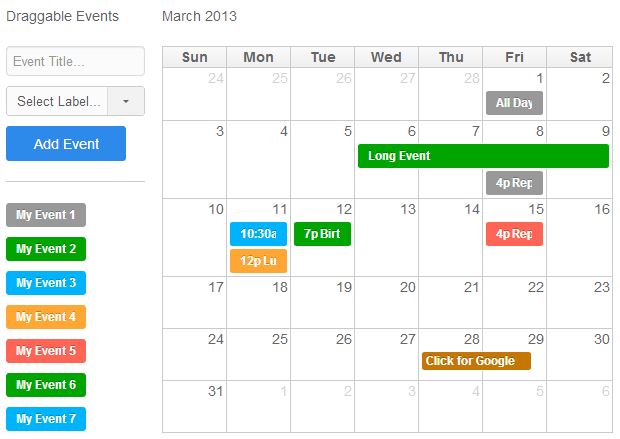 Draggable Events
Event Title...
Select Label...
Add Event
My Event 1
My Event 2
My Event 3
My Event 4
My Event 5
My Event 6
My Event 7
March 2013
Sun Mon Tue Wed Thu Fri Sat
24 25 26 27 28 1 2
All Day
3 4 5 6 7 8 9
Long Event
4p Rep
10 11 12 13 14 15 16
10:30a 7p Birt 4p Rep
12p Lu
17 18 19 20 21 22 23
24 25 26 27 28 29 30
Click for Google
31 1 2 3 4 5 6